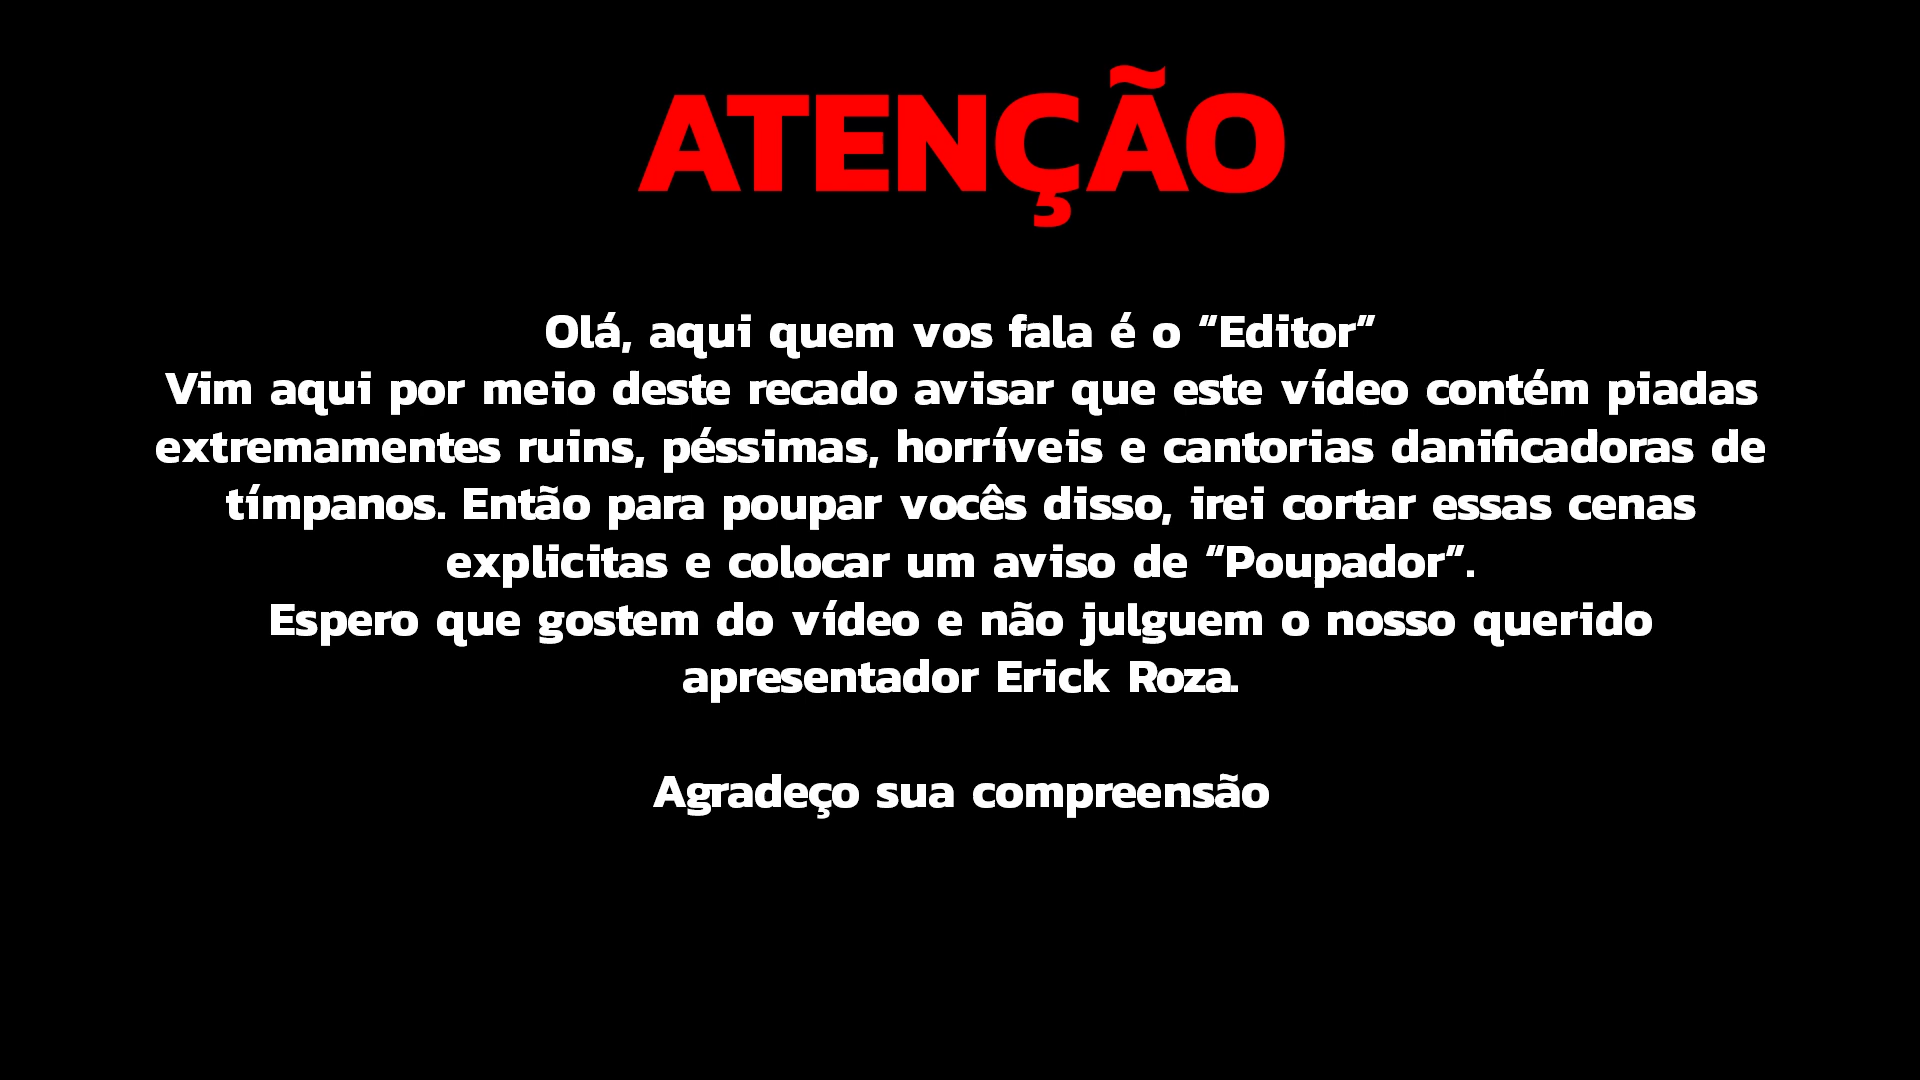 ATENÇÃO
Olá, aqui quem vos fala é o “Editor”
Vim aqui por meio deste recado avisar que este vídeo contém piadas
extremamentes ruins, péssimas, horríveis e cantorias danificadoras de
tímpanos. Então para poupar vocês disso, irei cortar essas cenas
explicitas e colocar um aviso de “Poupador”.
Espero que gostem do vídeo e não julguem o nosso querido
apresentador Erick Roza.
Agradeço sua compreensão